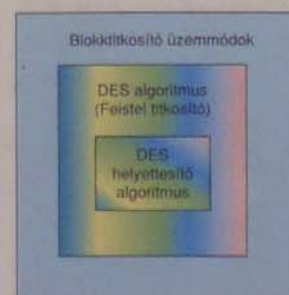 Blokktitkosító üzemmódok
DES algoritmus
(Feistel titkosító)
DES
helyettesítő
algoritmus